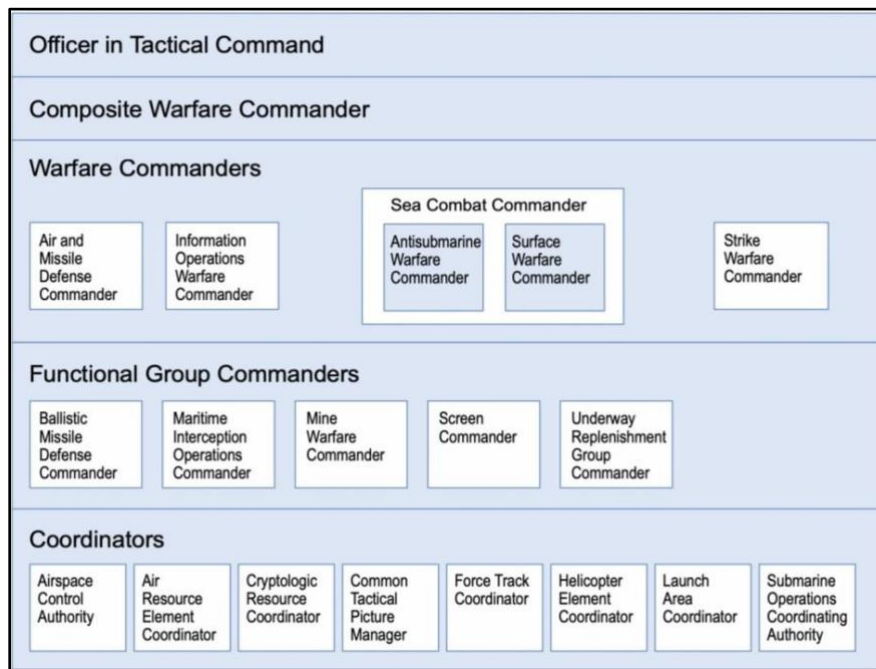 Officer in Tactical Command
Composite Warfare Commander
Warfare Commanders
Sea Combat Commander
Air and
Missile
Defense
Commander
Information
Operations
Warfare
Commander
Antisubmarine
Warfare
Commander
Surface
Warfare
Commander
Strike
Warfare
Commander
Functional Group Commanders
Ballistic
Missile
Defense
Commander
Maritime
Interception
Operations
Commander
Mine
Warfare
Commander
Screen
Commander
Underway
Replenishment
Group
Commander
Coordinators
Airspace
Control
Authority
Air
Resource
Element
Coordinator
Cryptologic
Resource
Coordinator
Common
Tactical
Picture
Manager
Force Track
Coordinator
Helicopter
Element
Coordinator
Launch
Area
Coordinator
Submarine
Operations
Coordinating
Authority